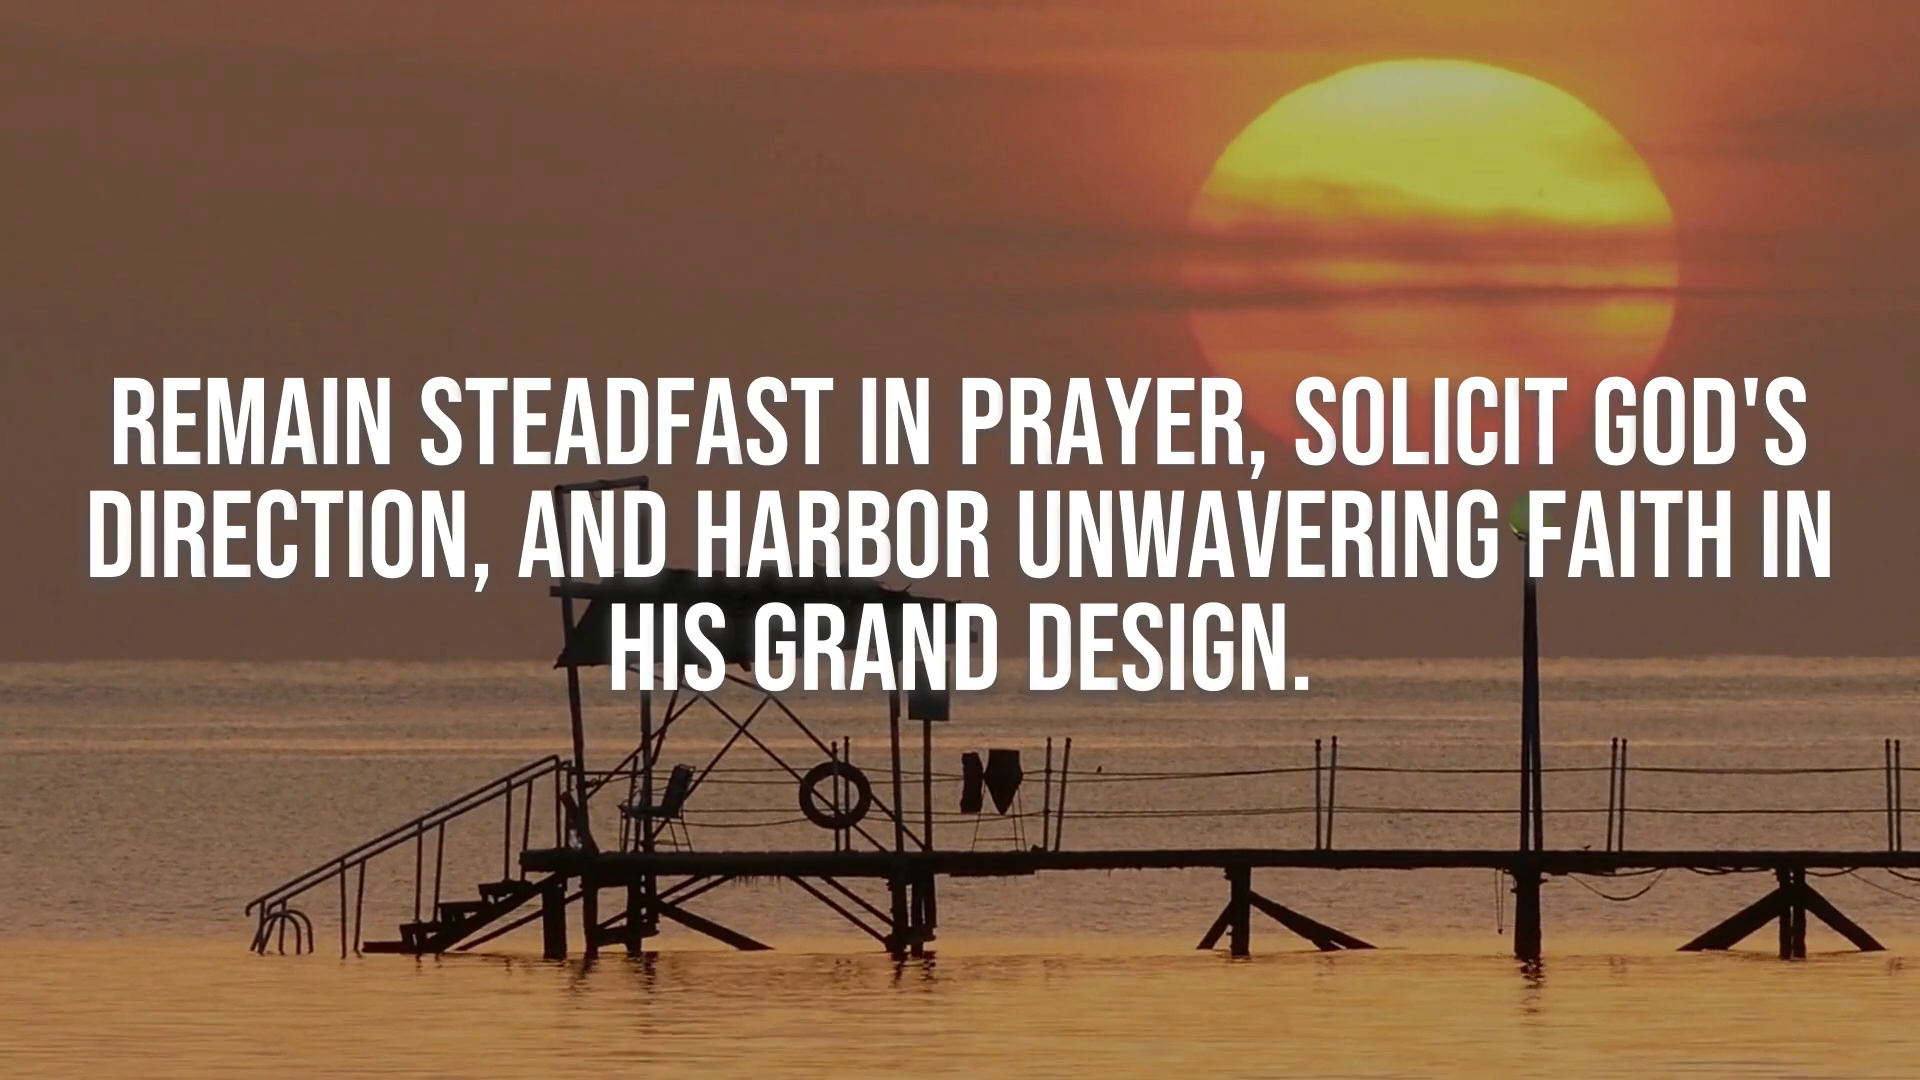 REMAIN STEADFAST IN PRAYER, SOLICIT GOD'S
DIRECTION, AND HARBOR UNWAVERING FAITH IN
HIS GRAND DESIGN.